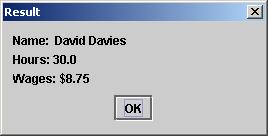 Result
Name: David Davies
Hours: 30.0
Wages: $8.75
OK